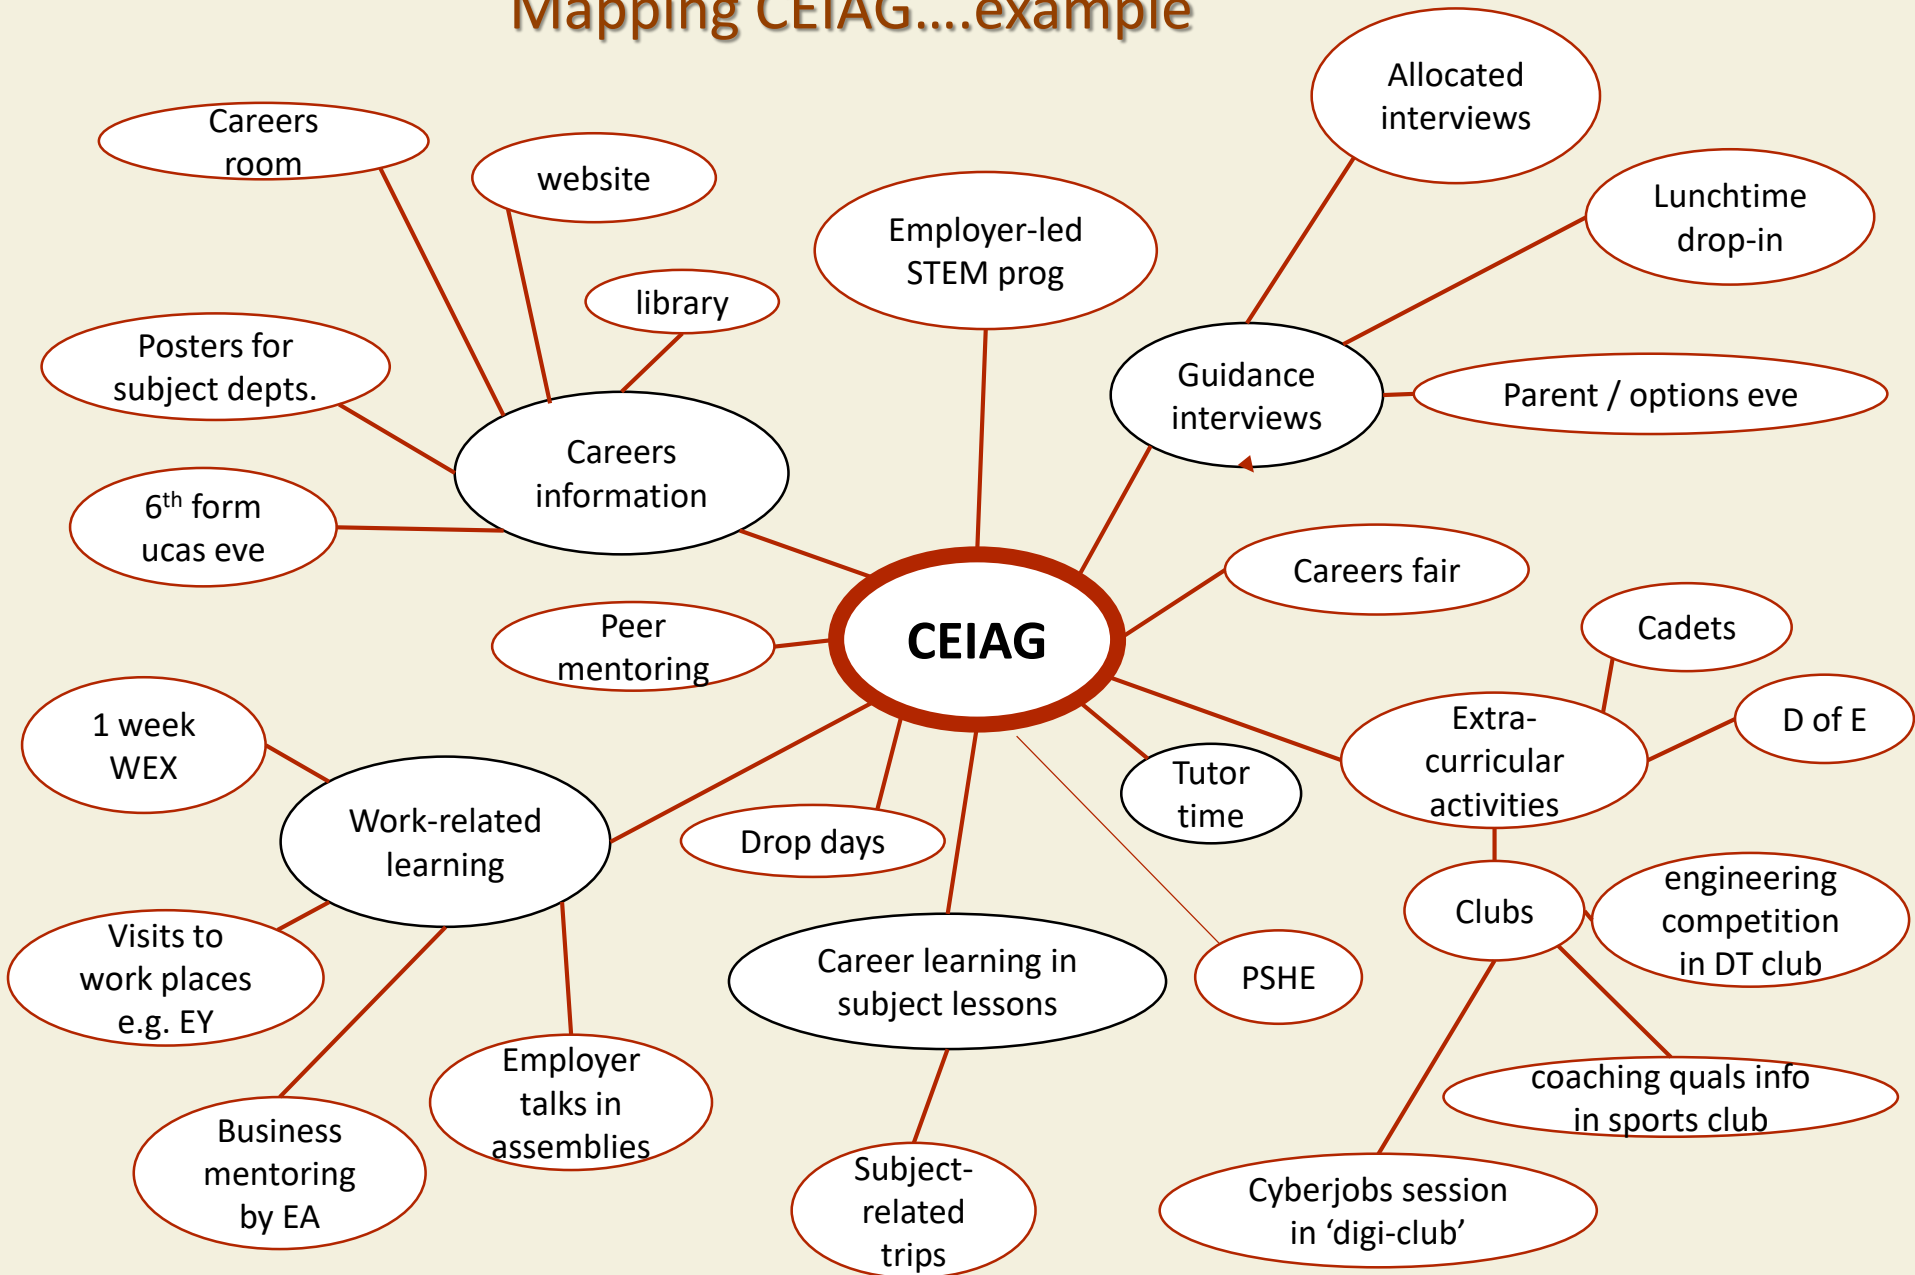 Mapping CEIAG....example
Careers
room
website
library
Posters for
subject depts.
6th form
ucas eve
Careers
information
Employer-led
STEM prog
Allocated
interviews
Lunchtime
drop-in
Guidance
interviews
Parent / options eve
Careers fair
CEIAG
Peer
mentoring
Cadets
D of E
Extra-
curricular
activities
Tutor
time
1 week
WEX
Work-related
learning
Drop days
Clubs
engineering
competition
in DT club
Visits to
work places
e.g. EY
Career learning in
subject lessons
PSHE
Employer
talks in
assemblies
coaching quals info
in sports club
Business
mentoring
by EA
Subject-
related
trips
Cyberjobs session
in ‘digi-club’